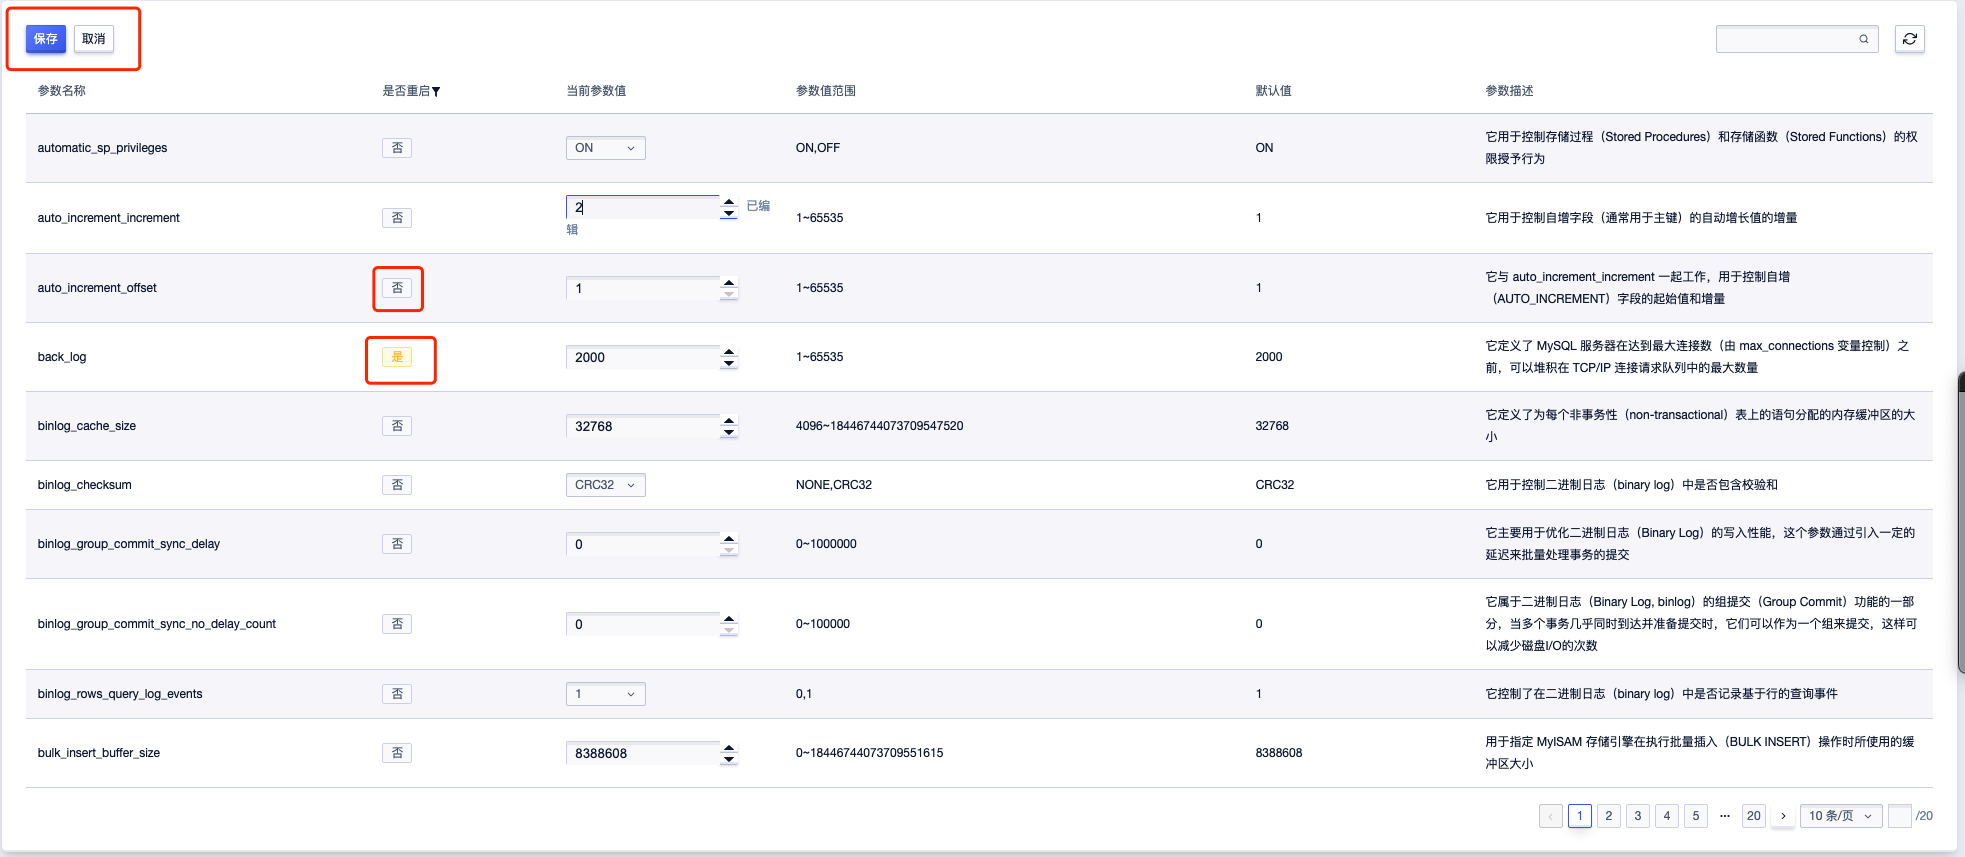 保存 取消
参数名称 是否重启 当前参数值 参数值范围 默认值 参数描述
automatic_sp_privileges 否 ON ON,OFF ON 它用于控制存储过程（Stored Procedures）和存储函数（Stored Functions）的权
限授予行为
auto_increment_increment 否 2 已编
辑 1~65535 1 它用于控制自增字段（通常用于主键）的自动增长值的增量
auto_increment_offset 否 1 1~65535 1 它与 auto_increment_increment 一起工作，用于控制自增
（AUTO_INCREMENT）字段的起始值和增量
back_log 是 2000 1~65535 2000 它定义了 MySQL 服务器在达到最大连接数（由 max_connections 变量控制）之
前，可以堆积在 TCP/IP 连接请求队列中的最大数量
binlog_cache_size 否 32768 4096~18446744073709547520 32768 它定义了为每个非事务性（non-transactional）表上的语句分配的内存缓冲区的大
小
binlog_checksum 否 CRC32 NONE,CRC32 CRC32 它用于控制二进制日志（binary log）中是否包含校验和
binlog_group_commit_sync_delay 否 0 0~1000000 0 它主要用于优化二进制日志（Binary Log）的写入性能，这个参数通过引入一定的
延迟来批量处理事务的提交
binlog_group_commit_sync_no_delay_count 否 0 0~100000 0 它属于二进制日志（Binary Log, binlog）的组提交（Group Commit）功能的一部
分，当多个事务几乎同时到达并准备提交时，它们可以作为一个组来提交，这样可
以减少磁盘I/O的次数
binlog_rows_query_log_events 否 1 0,1 1 它控制了在二进制日志（binary log）中是否记录基于行的查询事件
bulk_insert_buffer_size 否 8388608 0~18446744073709551615 8388608 用于指定 MyISAM 存储引擎在执行批量插入（BULK INSERT）操作时所使用的缓
冲区大小
1 2 3 4 5 ··· 20 10 条/页 /20